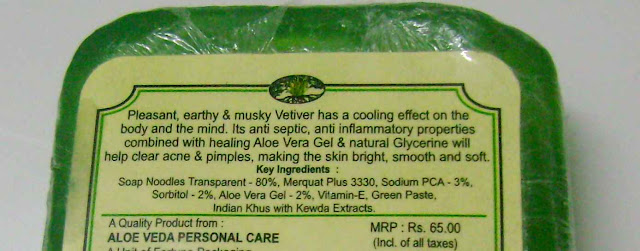 Pleasant, earthy & musky Vetiver has a cooling effect on the
body and the mind. Its anti septic, anti inflammatory properties
combined with healing Aloe Vera Gel & natural Glycerine will
help clear acne & pimples, making the skin bright, smooth and soft.
Key Ingredients :
Soap Noodles Transparent - 80%, Merquat Plus 3330, Sodium PCA - 3%,
Sorbitol - 2%, Aloe Vera Gel - 2%, Vitamin-E, Green Paste,
Indian Khus with Kewda Extracts.
A Quality Product from :
ALOE VEDA PERSONAL CARE
A Unit of Fortune Packaging
MRP : Rs. 65.00
(Incl. of all taxes)